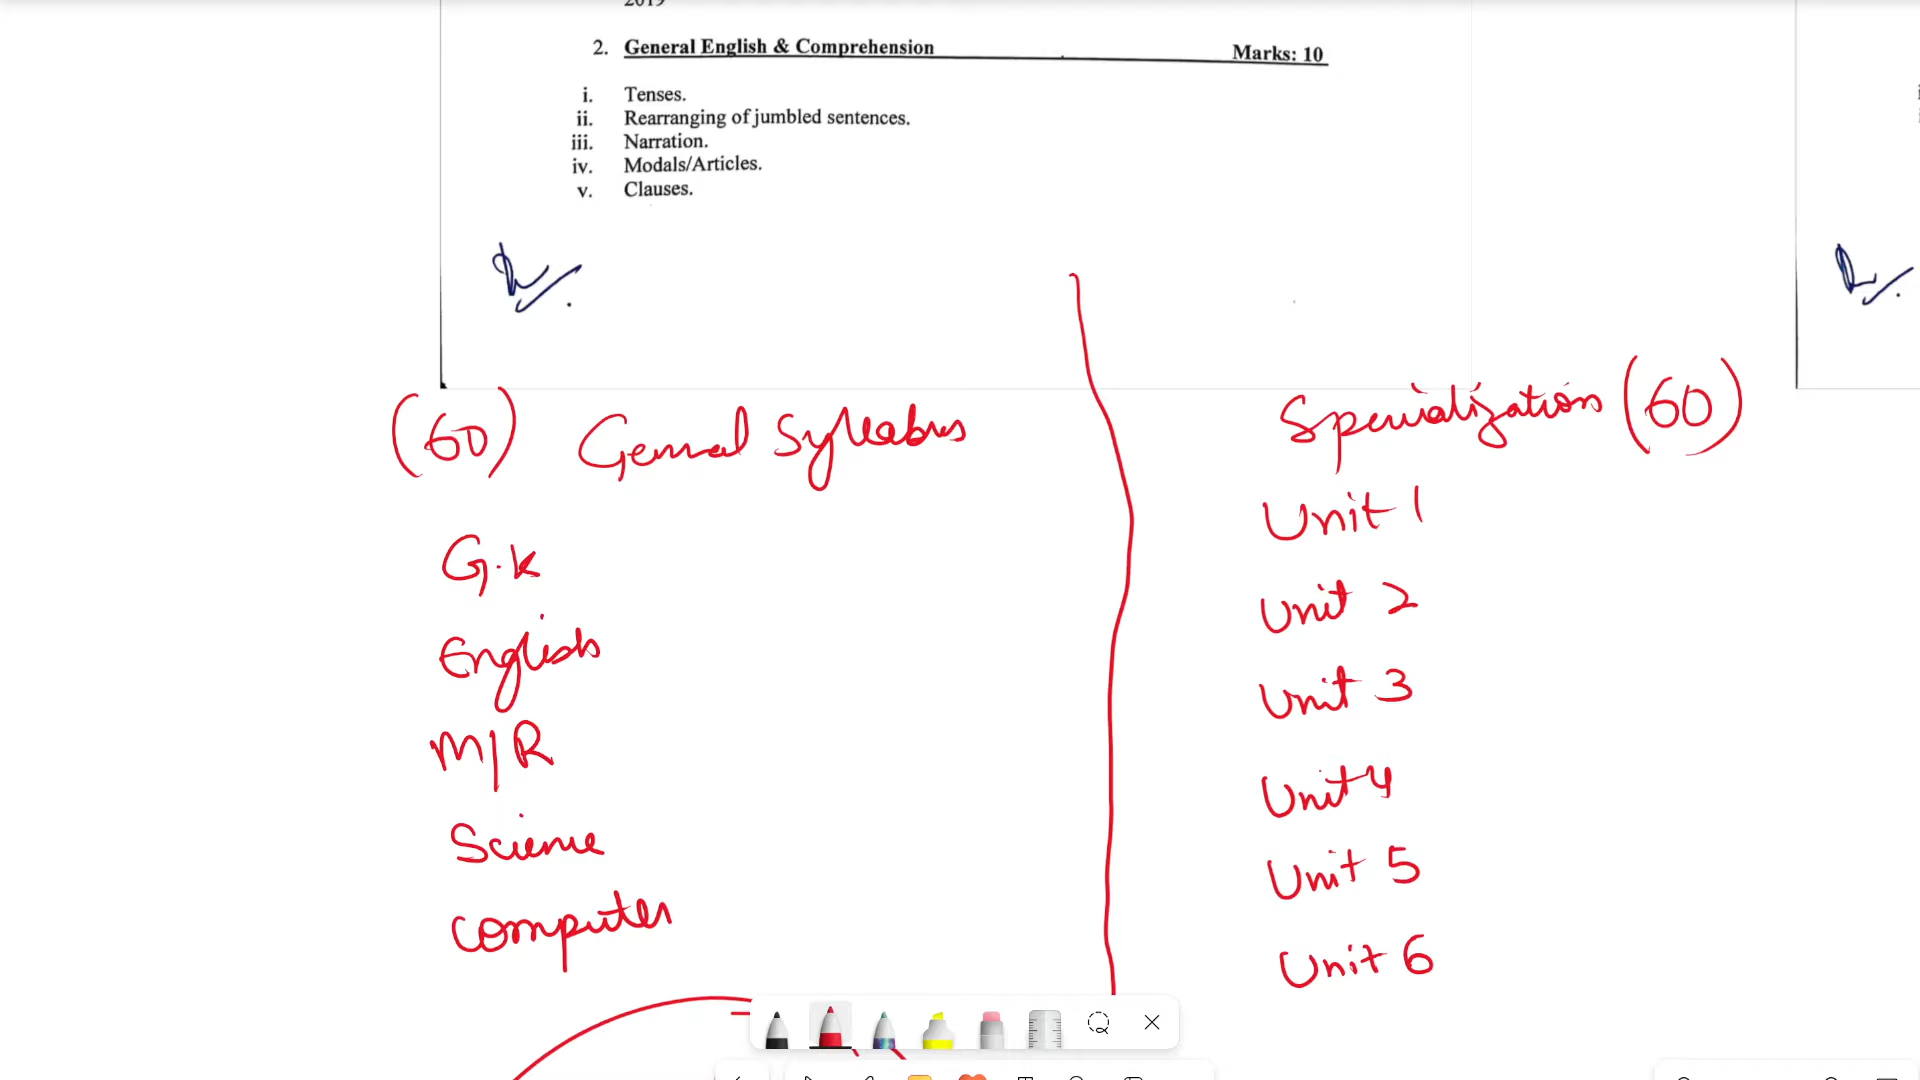 2019
2. General English & Comprehension Marks: 10
i. Tenses.
ii. Rearranging of jumbled sentences.
iii. Narration.
iv. Modals/Articles.
v. Clauses.
(60) General Syllabus
G.K
English
M/R
Science
Computer
Specialization (60)
Unit 1
Unit 2
Unit 3
Unit 4
Unit 5
Unit 6